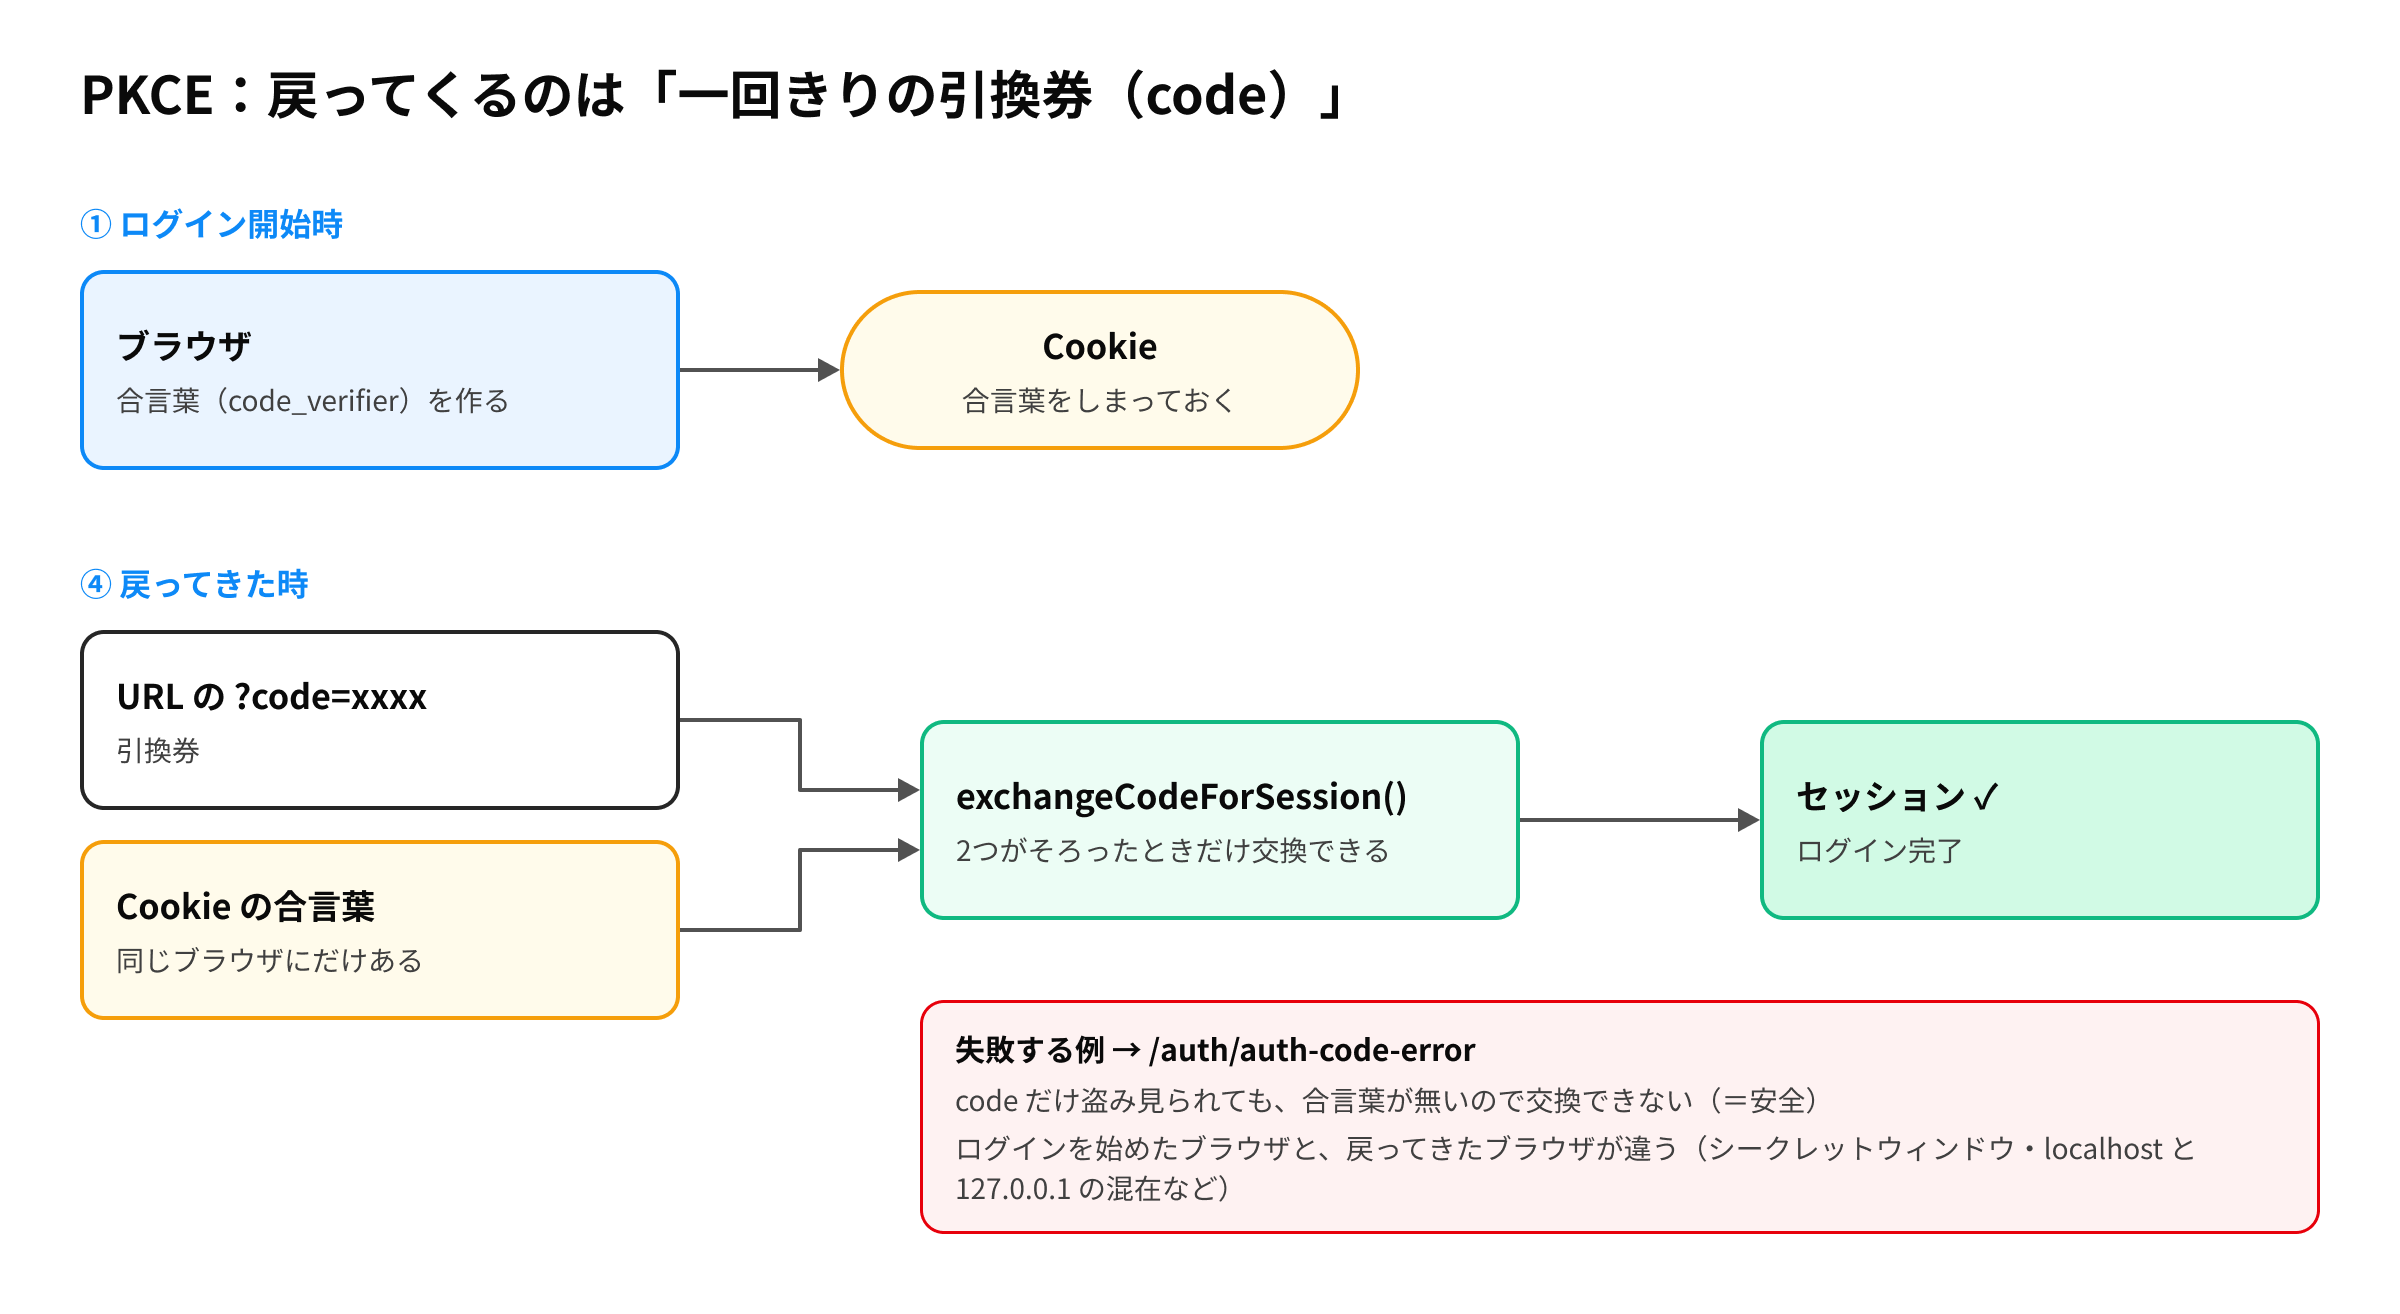 PKCE：戻ってくるのは「一回きりの引換券（code）」
① ログイン開始時
ブラウザ
合言葉（code_verifier）を作る
Cookie
合言葉をしまっておく
④ 戻ってきた時
URL の ?code=xxxx
引換券
Cookie の合言葉
同じブラウザにだけある
exchangeCodeForSession()
2つがそろったときだけ交換できる
セッション ✓
ログイン完了
失敗する例 → /auth/auth-code-error
code だけ盗み見られても、合言葉が無いので交換できない（＝安全）
ログインを始めたブラウザと、戻ってきたブラウザが違う（シークレットウィンドウ・localhost と
127.0.0.1 の混在など）